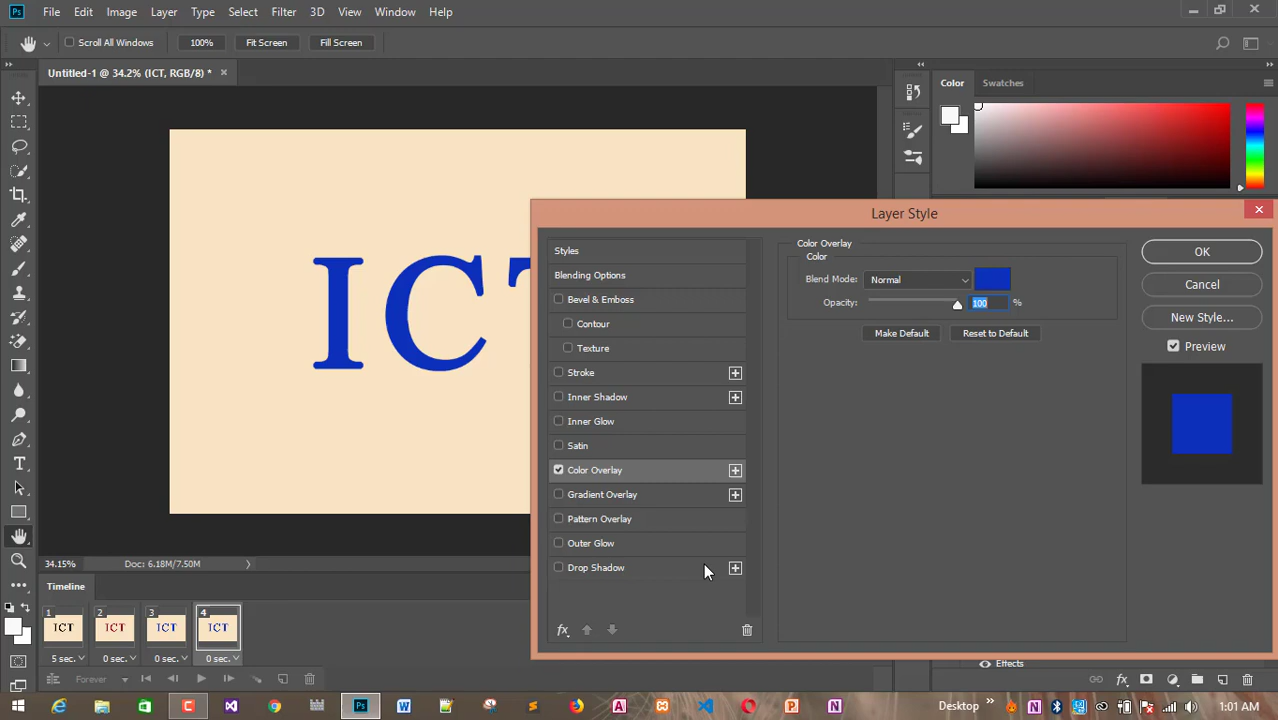 Ps File Edit Image Layer Type Select Filter 3D View Window Help
Scroll All Windows 100% Fit Screen Fill Screen
Untitled-1 @ 34.2% (ICT, RGB/8) * ×
Color Swatches
ICT
Layer Style
Styles
Blending Options
Bevel & Emboss
Contour
Texture
Stroke
Inner Shadow
Inner Glow
Satin
Color Overlay
Gradient Overlay
Pattern Overlay
Outer Glow
Drop Shadow
fx
Color Overlay
Color
Blend Mode: Normal
Opacity: 100 %
Make Default Reset to Default
OK
Cancel
New Style...
Preview
34.15% Doc: 6.18M/7.50M
Timeline
1 2 3 4
ICT ICT ICT ICT
5 sec. 0 sec. 0 sec. 0 sec.
Forever
Effects
fx
Desktop » 1:01 AM